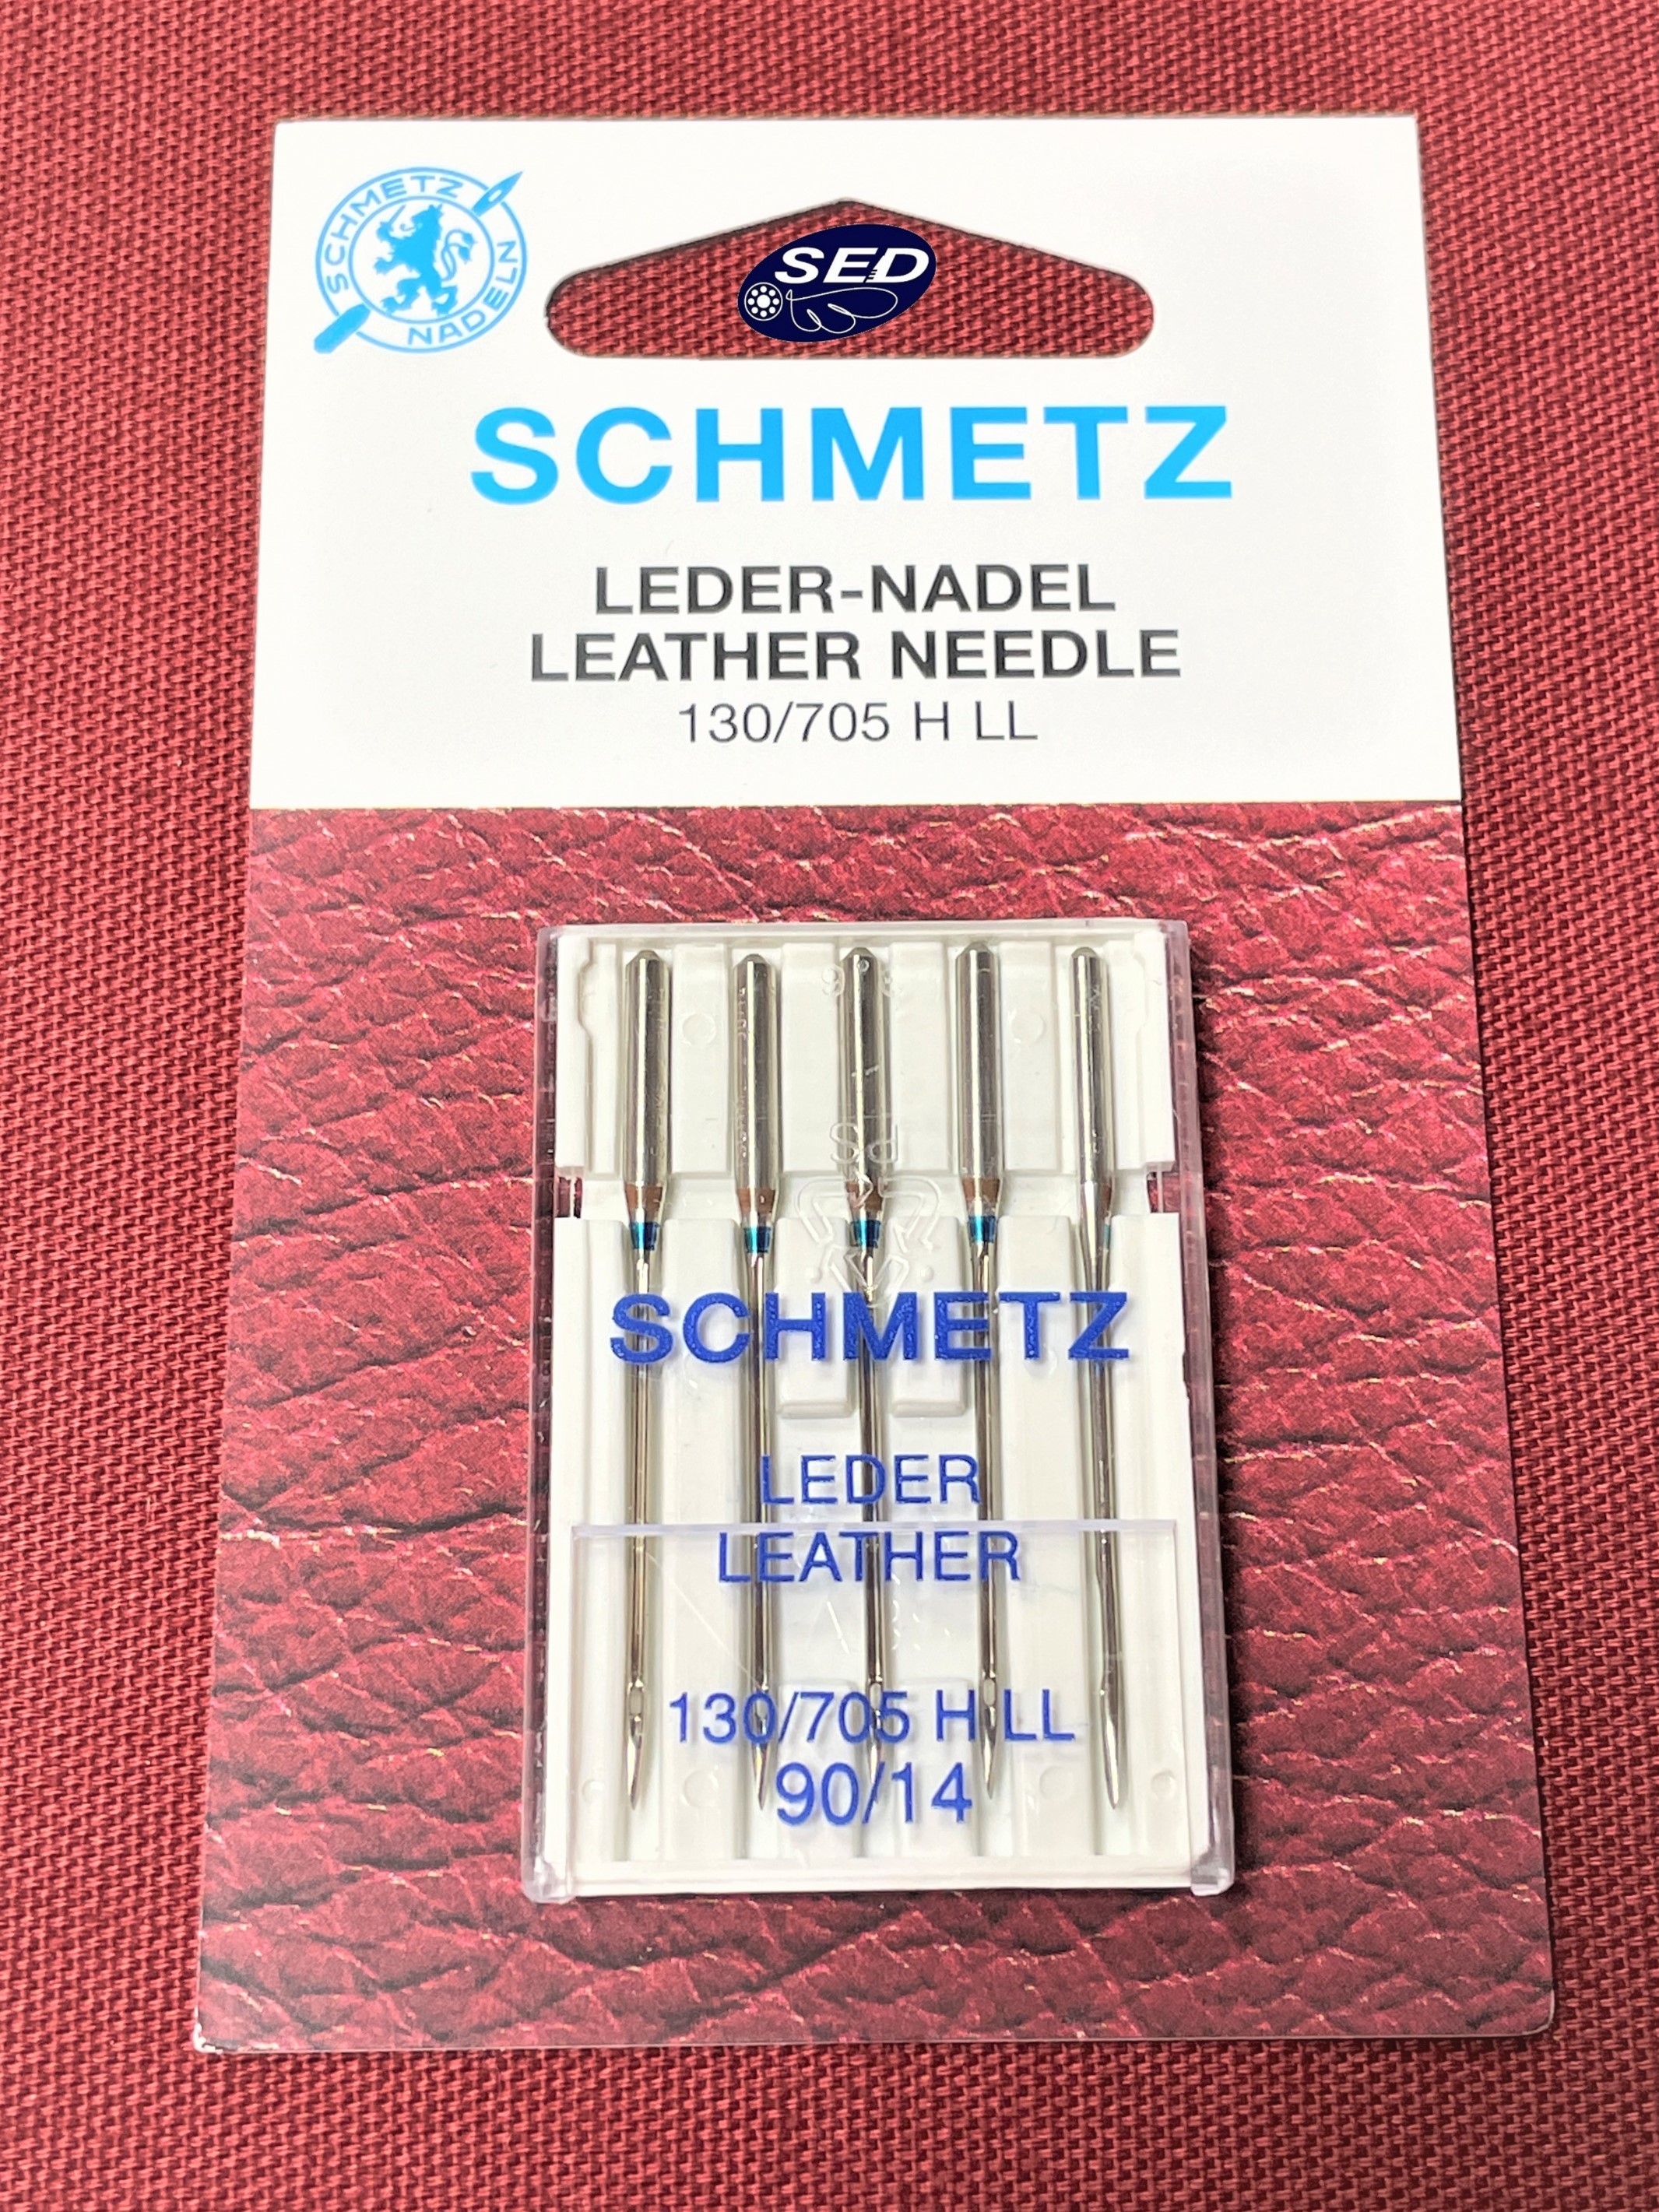 SCHMETZ
NADELN
SED
SCHMETZ
LEDER-NADEL
LEATHER NEEDLE
130/705 H LL
PS
SCHMETZ
LEDER
LEATHER
130/705 H LL
90/14